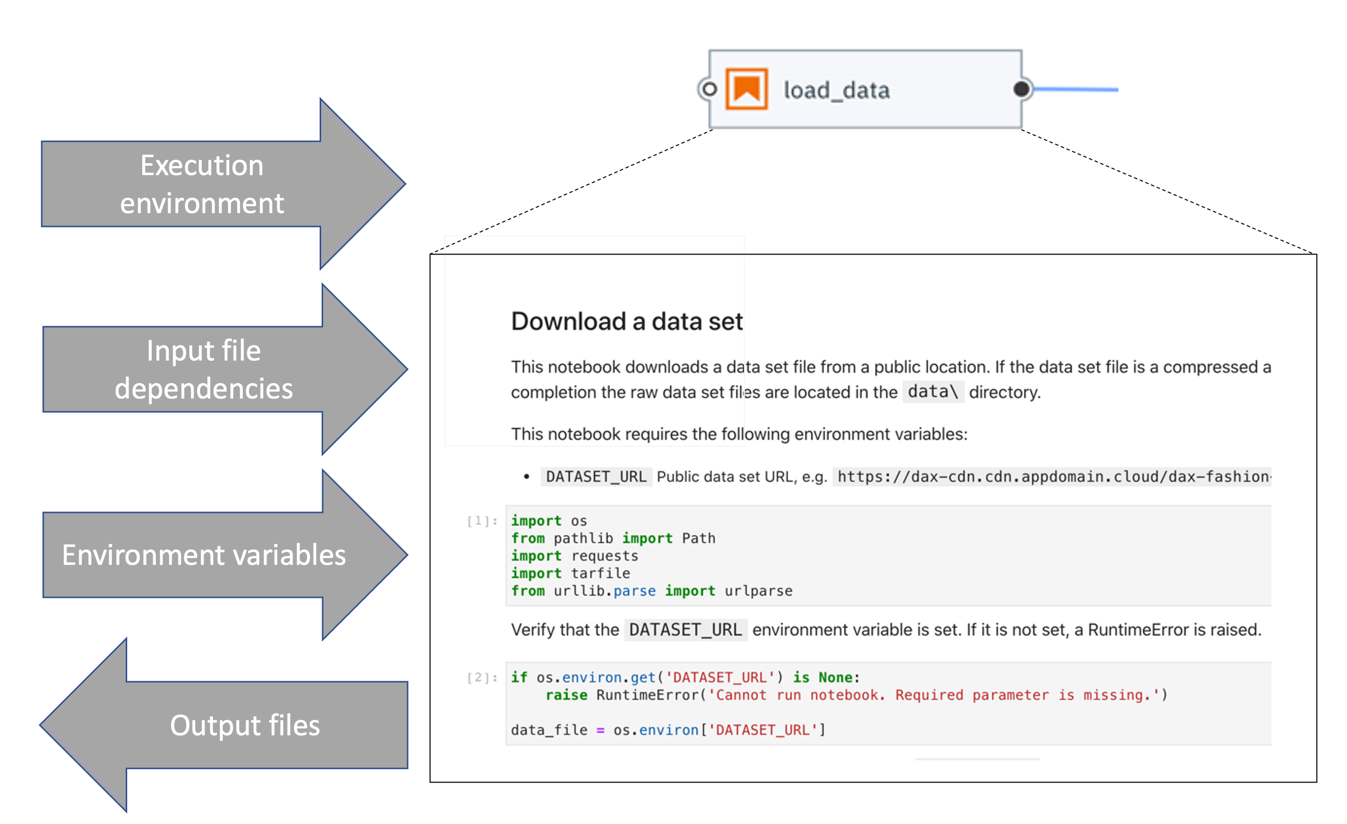 load_data
Execution
environment
Input file
dependencies
Environment variables
Output files
Download a data set
This notebook downloads a data set file from a public location. If the data set file is a compressed a
completion the raw data set files are located in the data\ directory.
This notebook requires the following environment variables:
• DATASET_URL Public data set URL, e.g. https://dax-cdn.cdn.appdomain.cloud/dax-fashion-
[1]: import os
from pathlib import Path
import requests
import tarfile
from urllib.parse import urlparse
Verify that the DATASET_URL environment variable is set. If it is not set, a RuntimeError is raised.
[2]: if os.environ.get('DATASET_URL') is None:
    raise RuntimeError('Cannot run notebook. Required parameter is missing.')
data_file = os.environ['DATASET_URL']